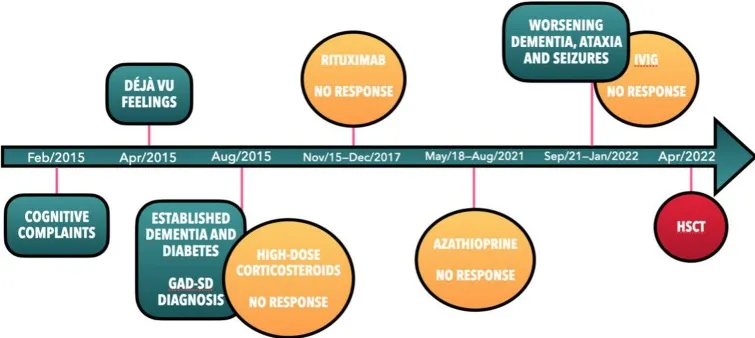 WORSENING
DEMENTIA, ATAXIA
AND SEIZURES
RITUXIMAB
NO RESPONSE
IVIG
NO RESPONSE
DÉJÀ VU
FEELINGS
Feb/2015
Apr/2015
Aug/2015
Nov/15–Dec/2017
May/18–Aug/2021
Sep/21–Jan/2022
Apr/2022
COGNITIVE
COMPLAINTS
ESTABLISHED
DEMENTIA AND
DIABETES
GAD-SD
DIAGNOSIS
HIGH-DOSE
CORTICOSTEROIDS
NO RESPONSE
AZATHIOPRINE
NO RESPONSE
HSCT